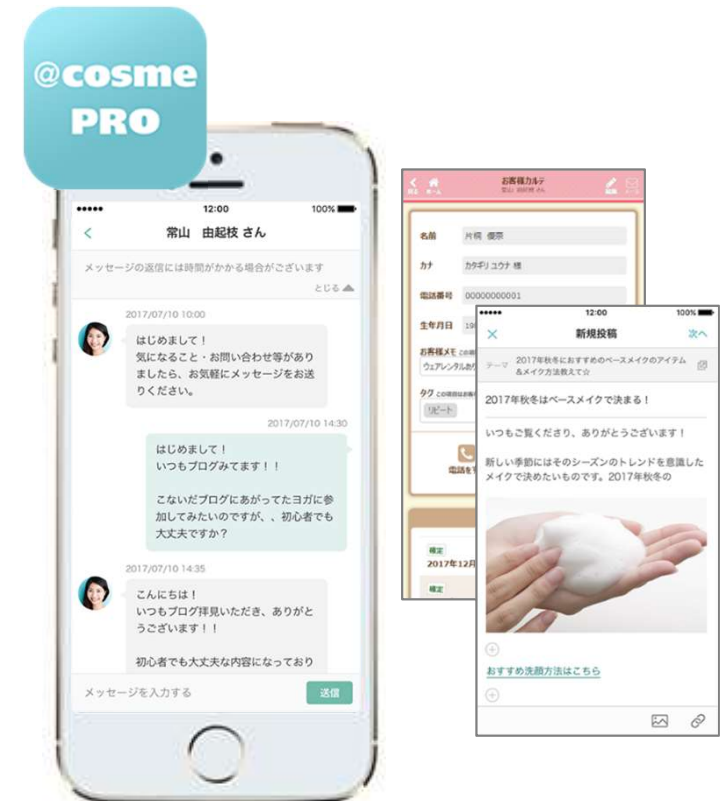 @cosme
PRO
12:00
100%
常山 由起枝 さん
メッセージの返信には時間がかかる場合がございます
とじる
2017/07/10 10:00
はじめまして！
気になること・お問い合わせ等があり
ましたら、お気軽にメッセージをお送
りください。
2017/07/10 14:30
はじめまして！
いつもブログみてます！！
こないだブログにあがってたヨガに参
加してみたいのですが、、初心者でも
大丈夫ですか？
2017/07/10 14:35
こんにちは！
いつもブログ拝見いただき、ありがと
うございます！！
初心者でも大丈夫な内容になっており
メッセージを入力する
送信
お客様カルテ
ホーム
名前
片桐 優奈
カナ
カタギリ ユウナ 様
電話番号
00000000001
生年月日
お客様メモ
タグ
リピート
確定
2017年12月
確定
12:00
100%
新規投稿
次へ
テーマ
2017年秋冬におすすめのベースメイクのアイテム
&メイク方法教えて☆
2017年秋冬はベースメイクで決まる！
いつもご覧くださり、ありがとうございます！
新しい季節にはそのシーズンのトレンドを意識した
メイクで決めたいものです。2017年秋冬の
おすすめ洗顔方法はこちら